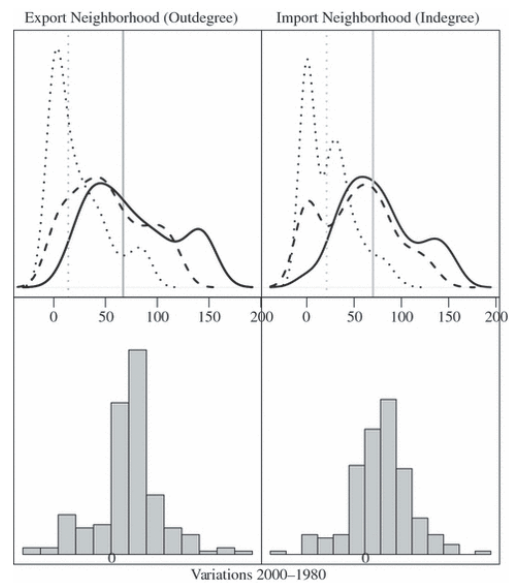 Export Neighborhood (Outdegree) Import Neighborhood (Indegree)
0 50 100 150 200 0 50 100 150 200
0 0
Variations 2000–1980